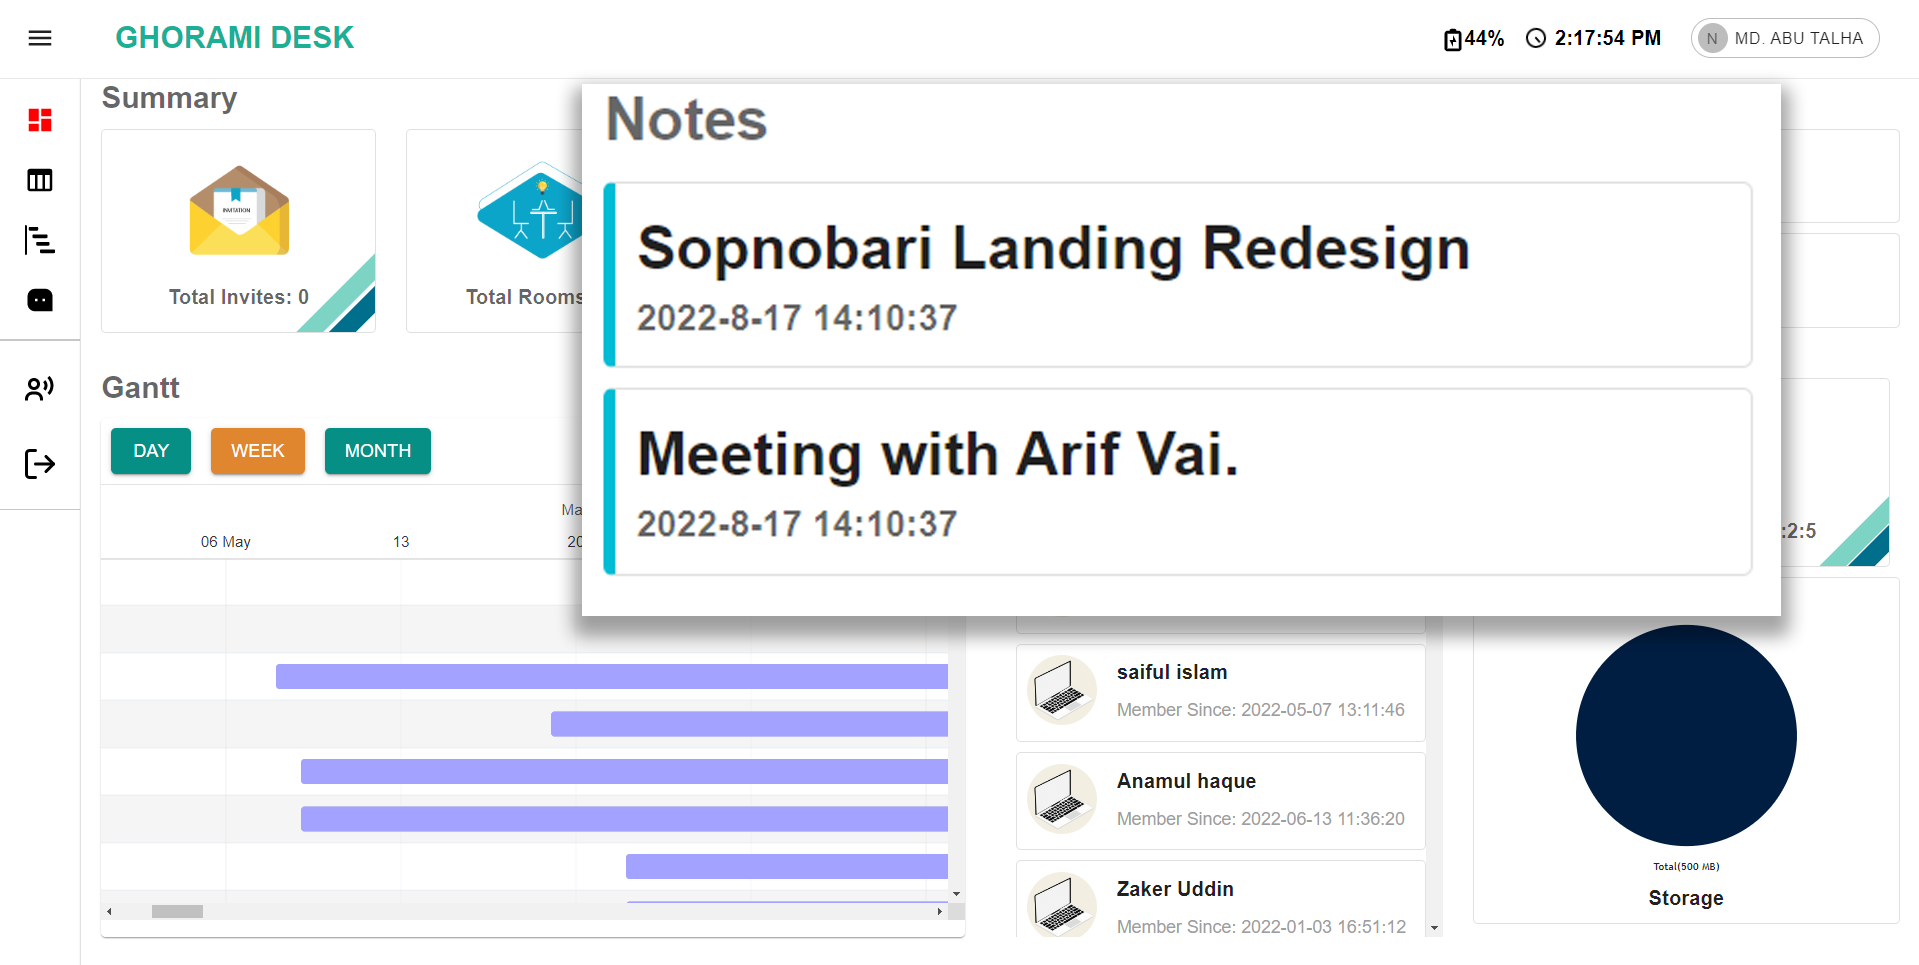 GHORAMI DESK
44%
2:17:54 PM
N
MD. ABU TALHA
Summary
INVITATION
Total Invites: 0
Total Rooms
Notes
Sopnobari Landing Redesign
2022-8-17 14:10:37
Meeting with Arif Vai.
2022-8-17 14:10:37
:2:5
Gantt
DAY
WEEK
MONTH
Ma
06 May
13
20
saiful islam
Member Since: 2022-05-07 13:11:46
Anamul haque
Member Since: 2022-06-13 11:36:20
Zaker Uddin
Member Since: 2022-01-03 16:51:12
Total(500 MB)
Storage